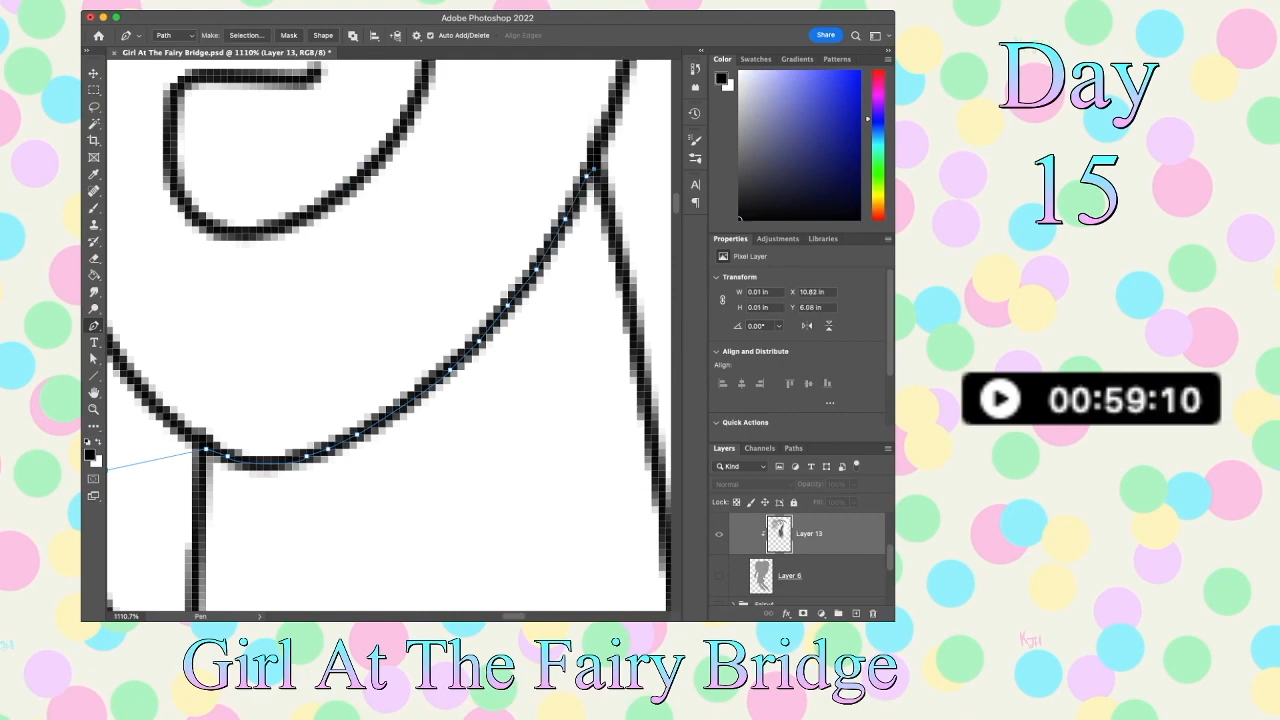 Adobe Photoshop 2022
Path
Make:
Selection...
Mask
Shape
Auto Add/Delete
Align Edges
Share
Girl At The Fairy Bridge.psd @ 1110% (Layer 13, RGB/8) *
Color
Swatches
Gradients
Patterns
Properties
Adjustments
Libraries
Pixel Layer
Transform
W 0.01 in X 10.82 in
H 0.01 in Y 6.08 in
0.00°
Align and Distribute
Align:
Quick Actions
Layers
Channels
Paths
Kind
Normal
Opacity: 100%
Lock:
Fill: 100%
Layer 13
Layer 6
1110.7%
Pen
Day
15
00:59:10
Girl At The Fairy Bridge